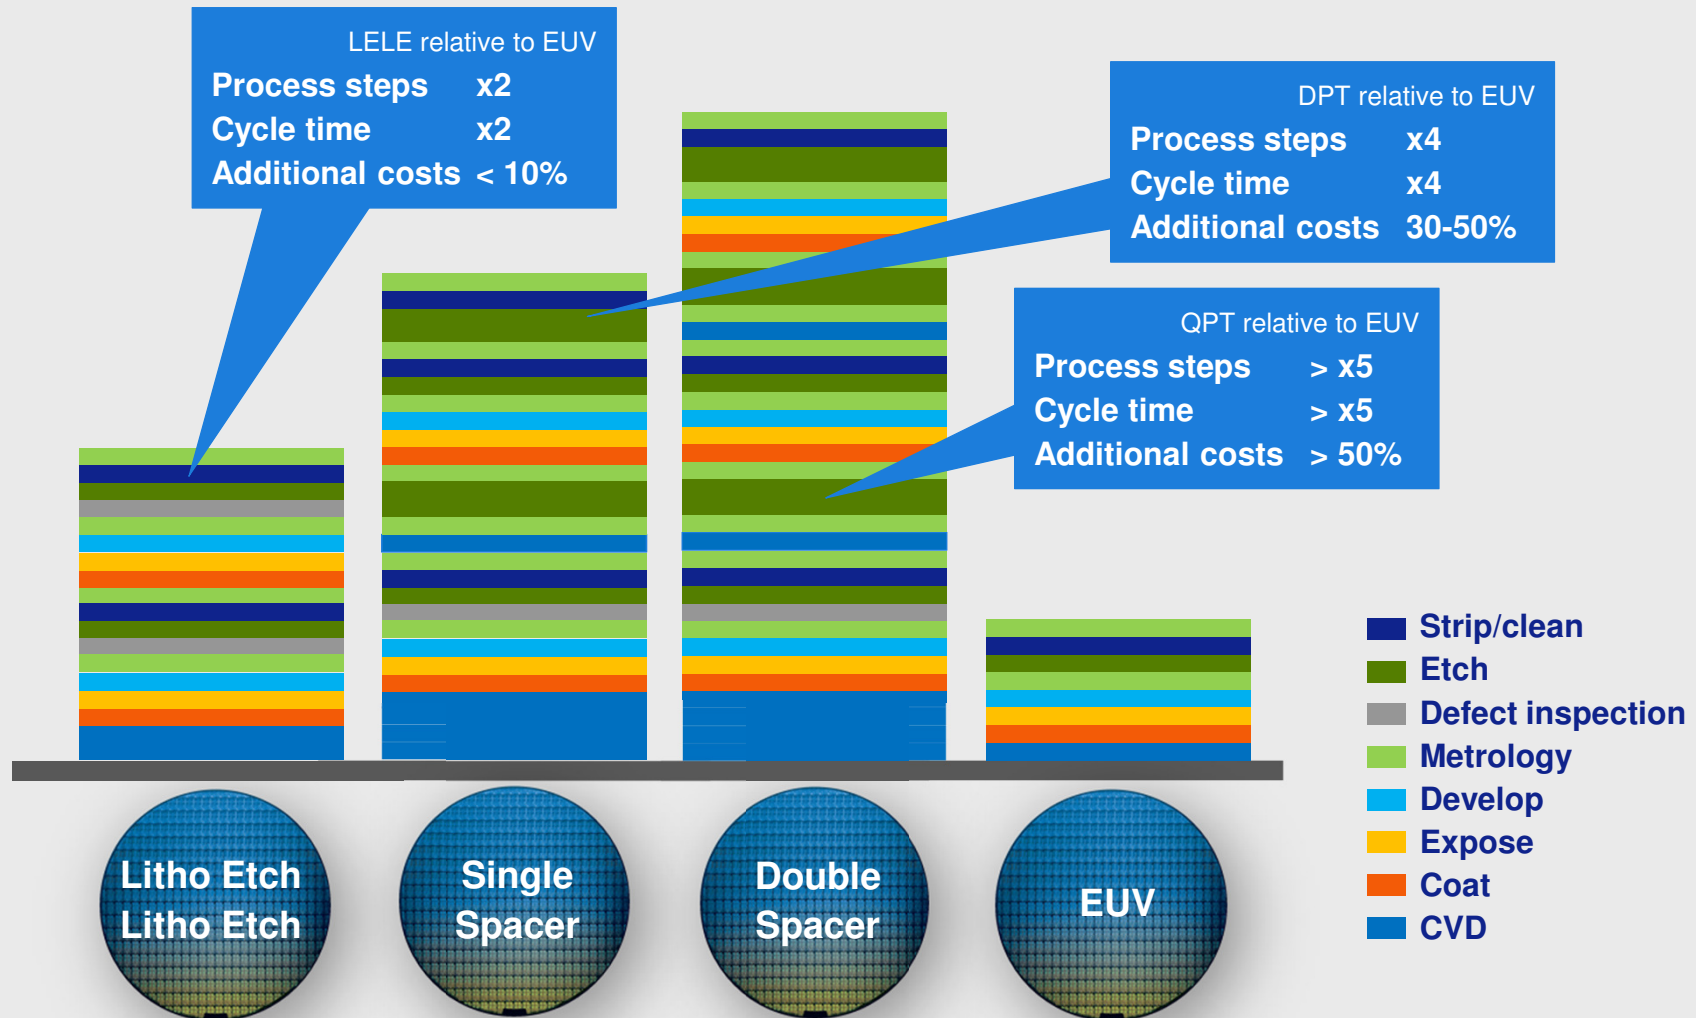 LELE relative to EUV
Process steps x2
Cycle time x2
Additional costs < 10%
DPT relative to EUV
Process steps x4
Cycle time x4
Additional costs 30-50%
QPT relative to EUV
Process steps > x5
Cycle time > x5
Additional costs > 50%
Strip/clean
Etch
Defect inspection
Metrology
Develop
Expose
Coat
CVD
Litho Etch
Litho Etch
Single
Spacer
Double
Spacer
EUV